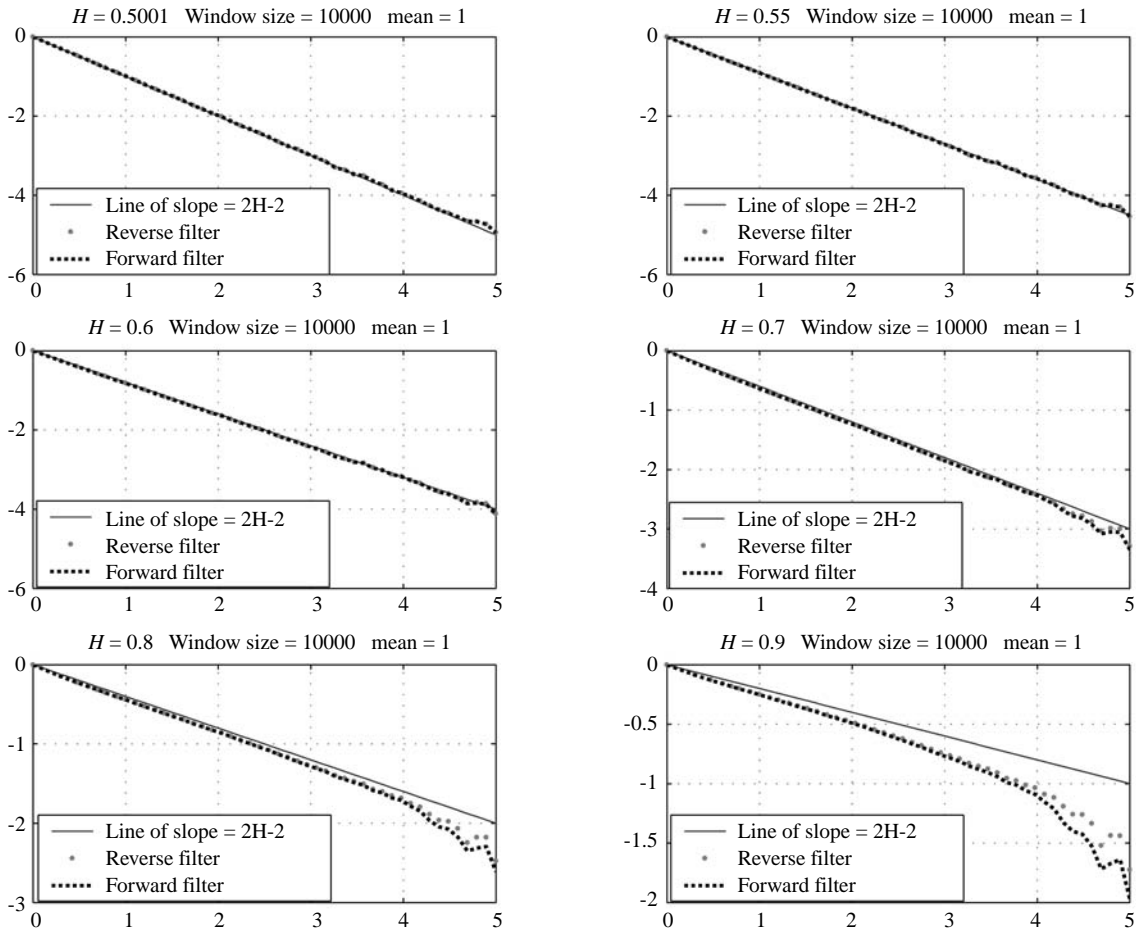 H = 0.5001 Window size = 10000 mean = 1
0
-2
-4
-6
Line of slope = 2H-2
Reverse filter
Forward filter
0 1 2 3 4 5
H = 0.55 Window size = 10000 mean = 1
0
-2
-4
-6
Line of slope = 2H-2
Reverse filter
Forward filter
0 1 2 3 4 5
H = 0.6 Window size = 10000 mean = 1
0
-2
-4
-6
Line of slope = 2H-2
Reverse filter
Forward filter
0 1 2 3 4 5
H = 0.7 Window size = 10000 mean = 1
0
-1
-2
-3
-4
Line of slope = 2H-2
Reverse filter
Forward filter
0 1 2 3 4 5
H = 0.8 Window size = 10000 mean = 1
0
-1
-2
-3
Line of slope = 2H-2
Reverse filter
Forward filter
0 1 2 3 4 5
H = 0.9 Window size = 10000 mean = 1
0
-0.5
-1
-1.5
-2
Line of slope = 2H-2
Reverse filter
Forward filter
0 1 2 3 4 5